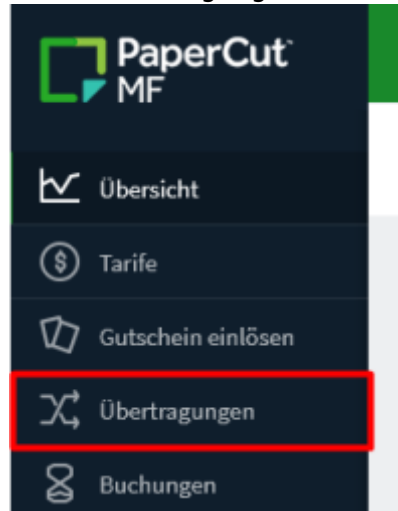 PaperCut
MF
Übersicht
Tarife
Gutschein einlösen
Übertragungen
Buchungen